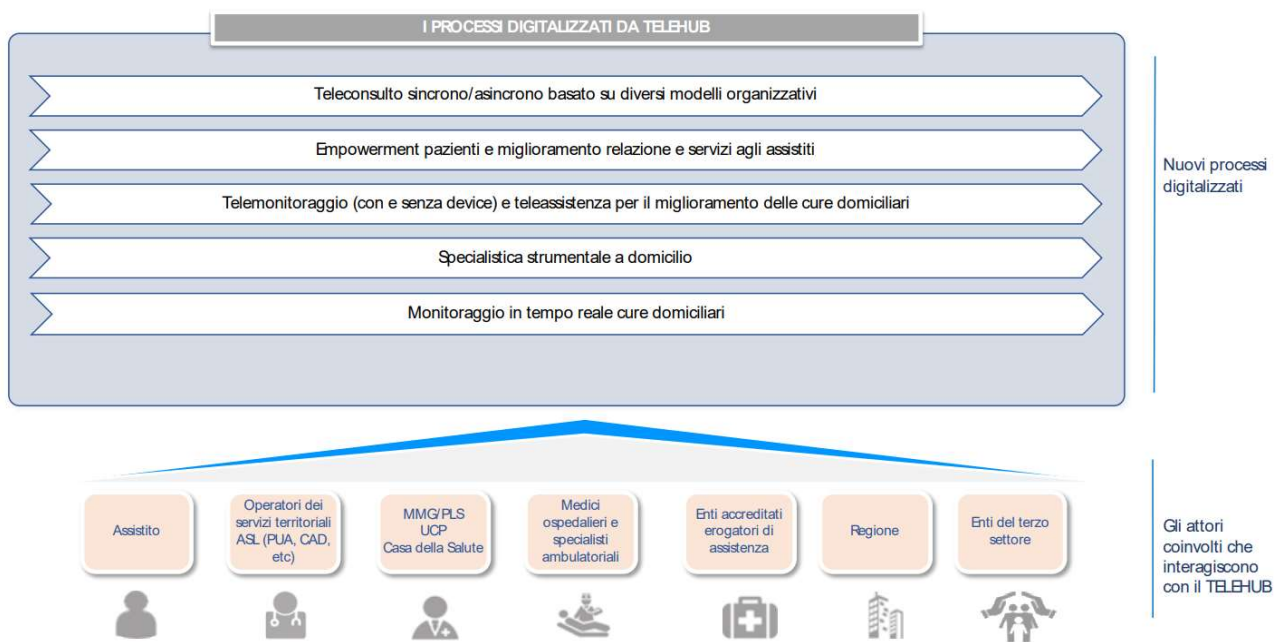 I PROCESSI DIGITALIZZATI DA TELEHUB
Teleconsulto sincrono/asincrono basato su diversi modelli organizzativi
Empowerment pazienti e miglioramento relazione e servizi agli assistiti
Telemonitoraggio (con e senza device) e teleassistenza per il miglioramento delle cure domiciliari
Specialistica strumentale a domicilio
Monitoraggio in tempo reale cure domiciliari
Nuovi processi
digitalizzati
Assistito
Operatori dei
servizi territoriali
ASL (PUA, CAD,
etc)
MMG/PLS
UCP
Casa della Salute
Medici
ospedalieri e
specialisti
ambulatoriali
Enti accreditati
erogatori di
assistenza
Regione
Enti del terzo
settore
Gli attori
coinvolti che
interagiscono
con il TELEHUB